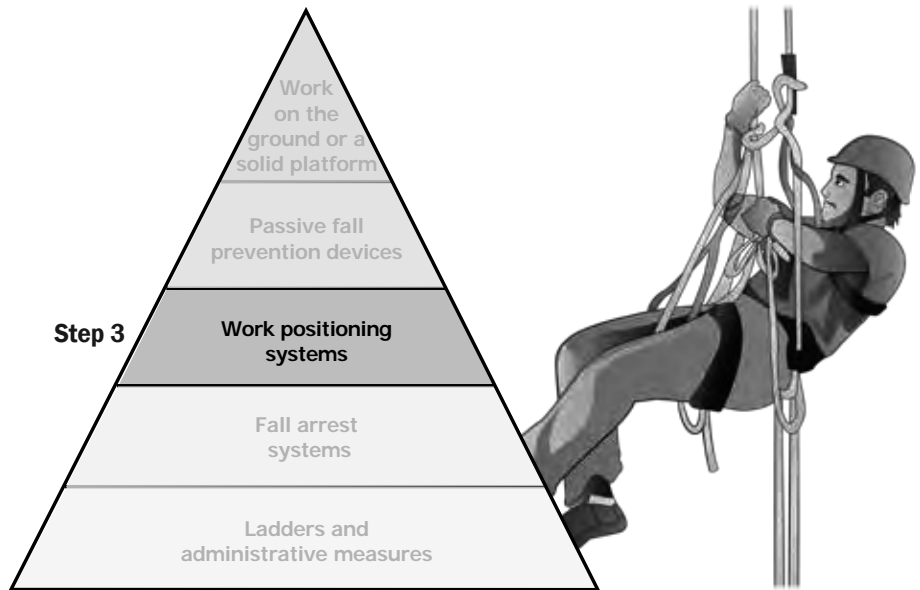 Work
on the
ground or a
solid platform
Passive fall
prevention devices
Step 3
Work positioning
systems
Fall arrest
systems
Ladders and
administrative measures